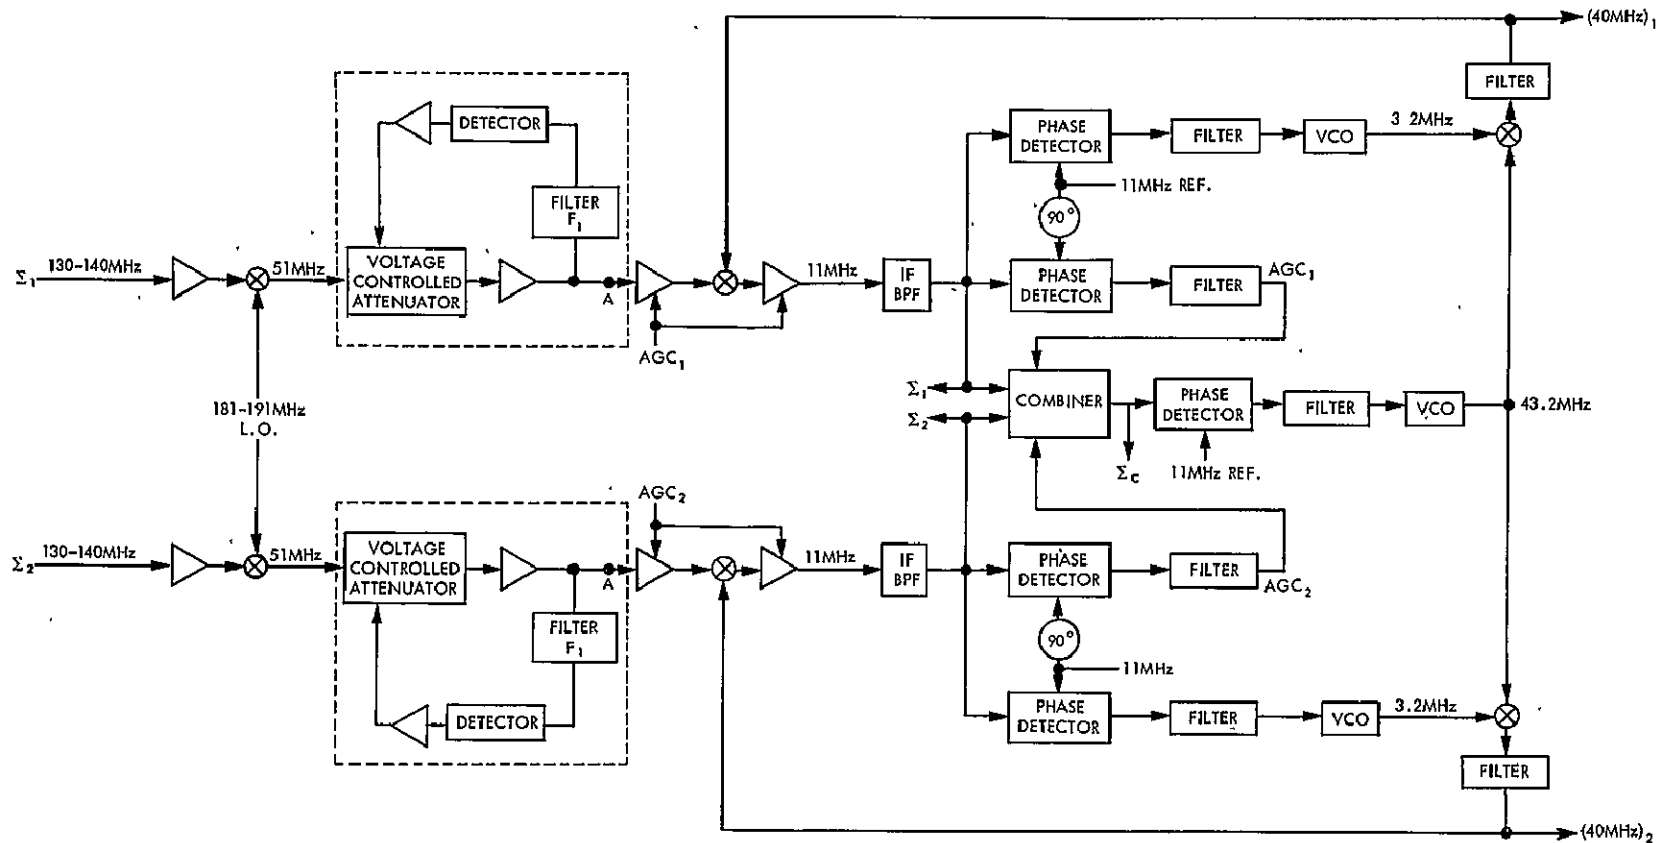 (40MHz)1
FILTER
DETECTOR
PHASE
DETECTOR
FILTER
VCO
3 2MHz
11MHz REF.
FILTER
F1
90°
Σ1
130-140MHz
51MHz
VOLTAGE
CONTROLLED
ATTENUATOR
A
11MHz
IF
BPF
PHASE
DETECTOR
FILTER
AGC1
AGC1
181-191MHz
L.O.
Σ1
Σ2
COMBINER
PHASE
DETECTOR
FILTER
VCO
43.2MHz
ΣC
11MHz REF.
AGC2
Σ2
130-140MHz
51MHz
VOLTAGE
CONTROLLED
ATTENUATOR
A
11MHz
IF
BPF
PHASE
DETECTOR
FILTER
AGC2
FILTER
F1
90°
11MHz
DETECTOR
PHASE
DETECTOR
FILTER
VCO
3.2MHz
FILTER
(40MHz)2